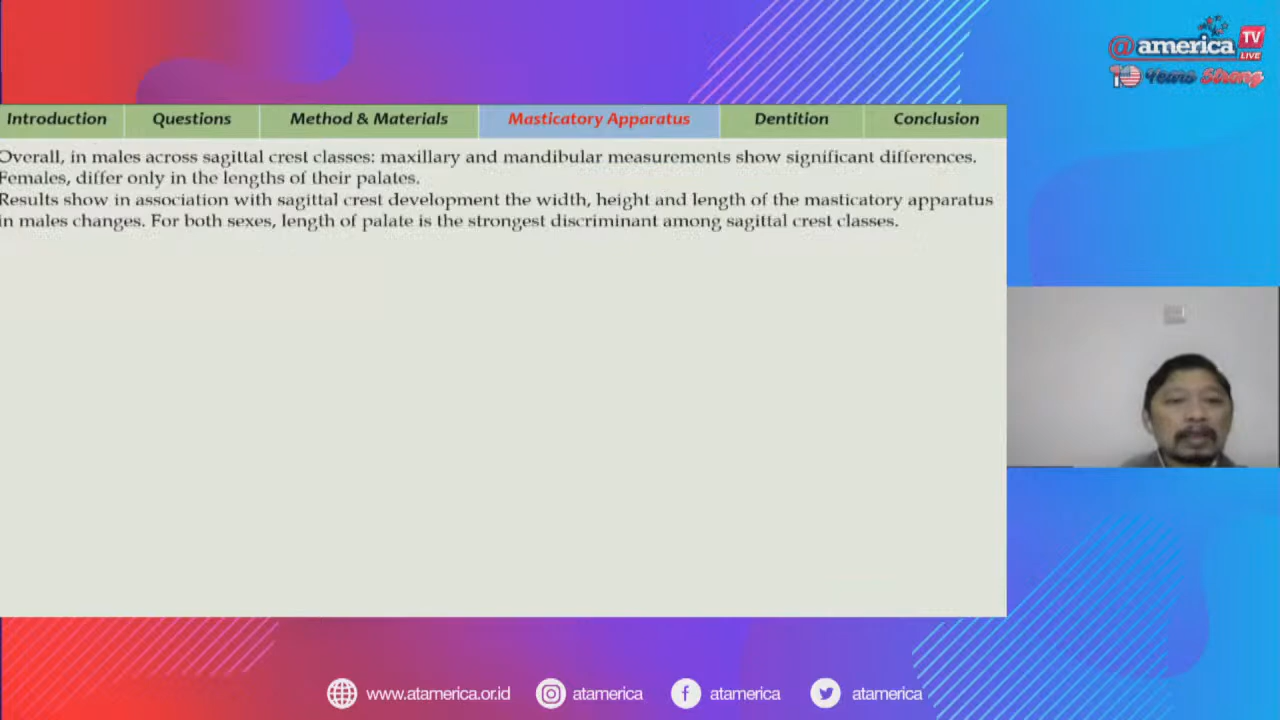 @america TV LIVE
10 Years Strong
Introduction Questions Method & Materials Masticatory Apparatus Dentition Conclusion
Overall, in males across sagittal crest classes: maxillary and mandibular measurements show significant differences.
Females, differ only in the lengths of their palates.
Results show in association with sagittal crest development the width, height and length of the masticatory apparatus
in males changes. For both sexes, length of palate is the strongest discriminant among sagittal crest classes.
www.atamerica.or.id atamerica atamerica atamerica